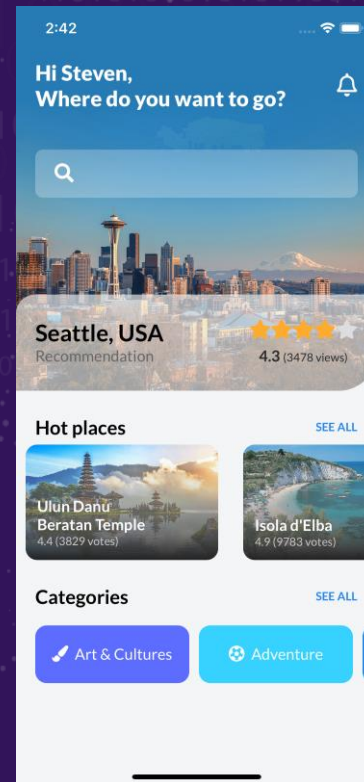 2:42
Hi Steven,
Where do you want to go?
Seattle, USA
Recommendation
4.3 (3478 views)
Hot places
SEE ALL
Ulun Danu
Beratan Temple
4.4 (3829 votes)
Isola d'Elba
4.9 (9783 votes)
Categories
SEE ALL
Art & Cultures
Adventure